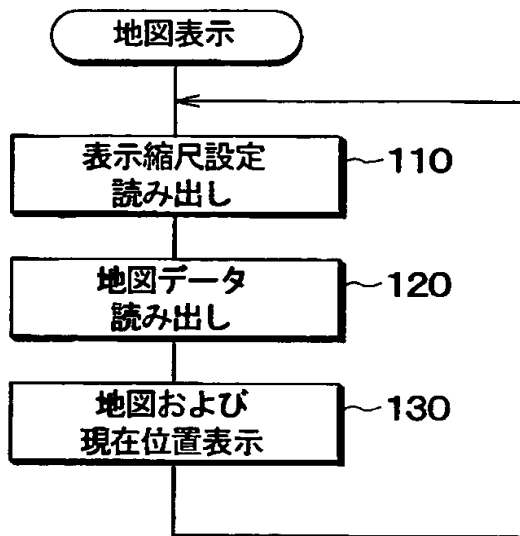 地図表示
表示縮尺設定
読み出し
110
地図データ
読み出し
120
地図および
現在位置表示
130